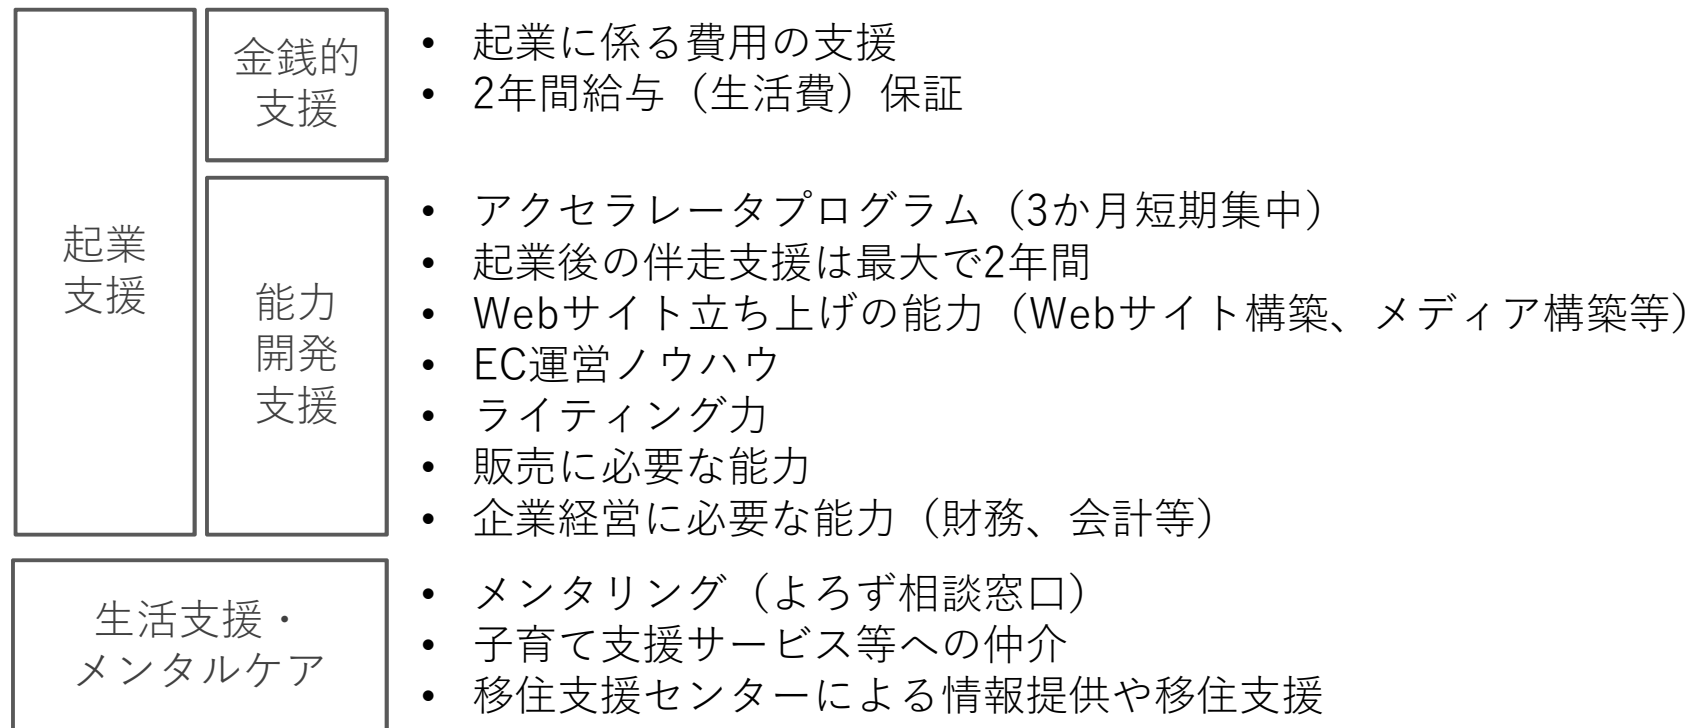 起業
支援
金銭的
支援
• 起業に係る費用の支援
• 2年間給与（生活費）保証
能力
開発
支援
• アクセラレータプログラム（3か月短期集中）
• 起業後の伴走支援は最大で2年間
• Webサイト立ち上げの能力（Webサイト構築、メディア構築等）
• EC運営ノウハウ
• ライティング力
• 販売に必要な能力
• 企業経営に必要な能力（財務、会計等）
生活支援・
メンタルケア
• メンタリング（よろず相談窓口）
• 子育て支援サービス等への仲介
• 移住支援センターによる情報提供や移住支援